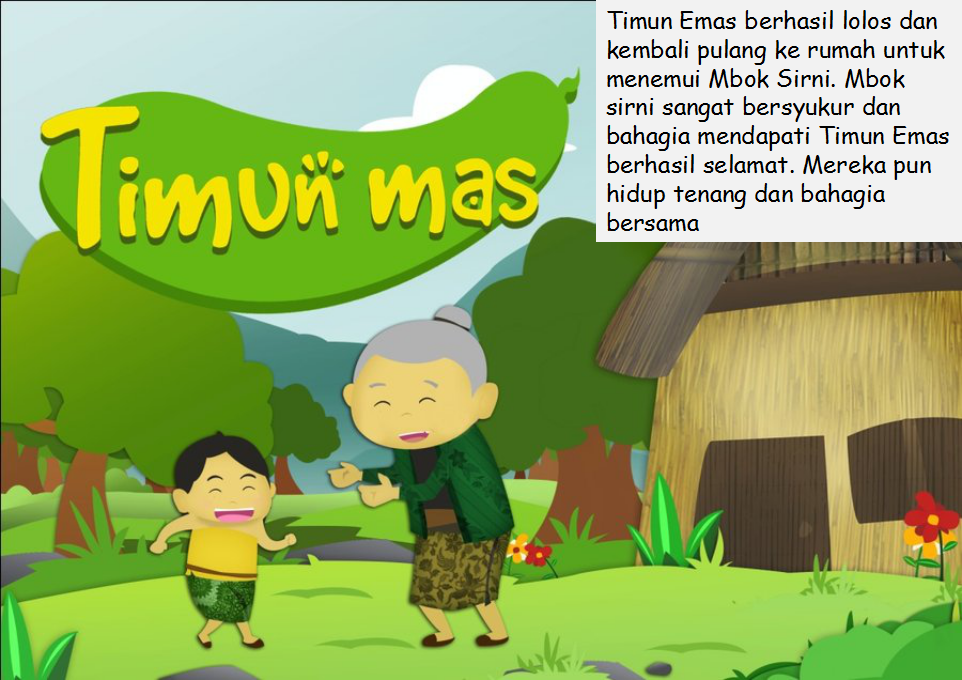 Timun mas
Timun Emas berhasil lolos dan
kembali pulang ke rumah untuk
menemui Mbok Sirni. Mbok
sirni sangat bersyukur dan
bahagia mendapati Timun Emas
berhasil selamat. Mereka pun
hidup tenang dan bahagia
bersama